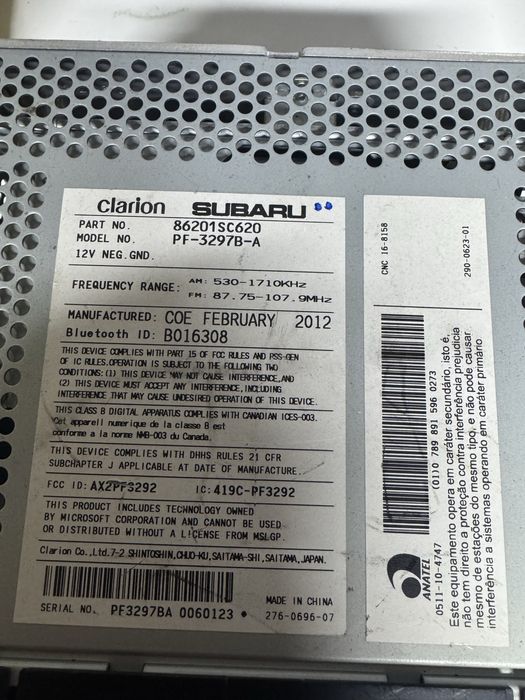 clarion SUBARU
PART NO. 86201SC620
MODEL NO. PF-3297B-A
12V NEG.GND.
FREQUENCY RANGE: AM: 530-1710KHz
FM: 87.75-107.9MHz
MANUFACTURED: COE FEBRUARY 2012
Bluetooth ID: B016308
THIS DEVICE COMPLIES WITH PART 15 OF FCC RULES AND RSS-GEN
OF IC RULES.OPERATION IS SUBJECT TO THE FOLLOWING TWO
CONDITIONS:(1) THIS DEVICE MAY NOT CAUSE INTERFERENCE,AND
(2) THIS DEVICE MUST ACCEPT ANY INTERFERENCE,INCLUDING
INTERFERENCE THAT MAY CAUSE UNDESIRED OPERATION OF THIS DEVICE.
THIS CLASS B DIGITAL APPARATUS COMPLIES WITH CANADIAN ICES-003.
Cet appareil numerique de la classe B est
conforme a la norme NMB-003 du Canada.
THIS DEVICE COMPLIES WITH DHHS RULES 21 CFR
SUBCHAPTER J APPLICABLE AT DATE OF MANUFACTURE.
FCC ID: AX2PF3292 IC: 419C-PF3292
THIS PRODUCT INCLUDES TECHNOLOGY OWNED
BY MICROSOFT CORPORATION AND CANNOT BE USED
OR DISTRIBUTED WITHOUT A LICENSE FROM MSLGP.
Clarion Co.,Ltd.7-2 SHINTOSHIN,CHUO-KU,SAITAMA-SHI,SAITAMA,JAPAN.
MADE IN CHINA
SERIAL NO. PF3297BA 0060123 276-0696-07
CNC 16-8158
290-0623-01
(01)0 789 891 596 0273
ANATEL
0511-10-4747
Este equipamento opera em caráter secundário, isto é,
não tem direito a proteção contra interferência prejudicia
mesmo de estações do mesmo tipo, e não pode causar
interferência a sistemas operando em caráter primário